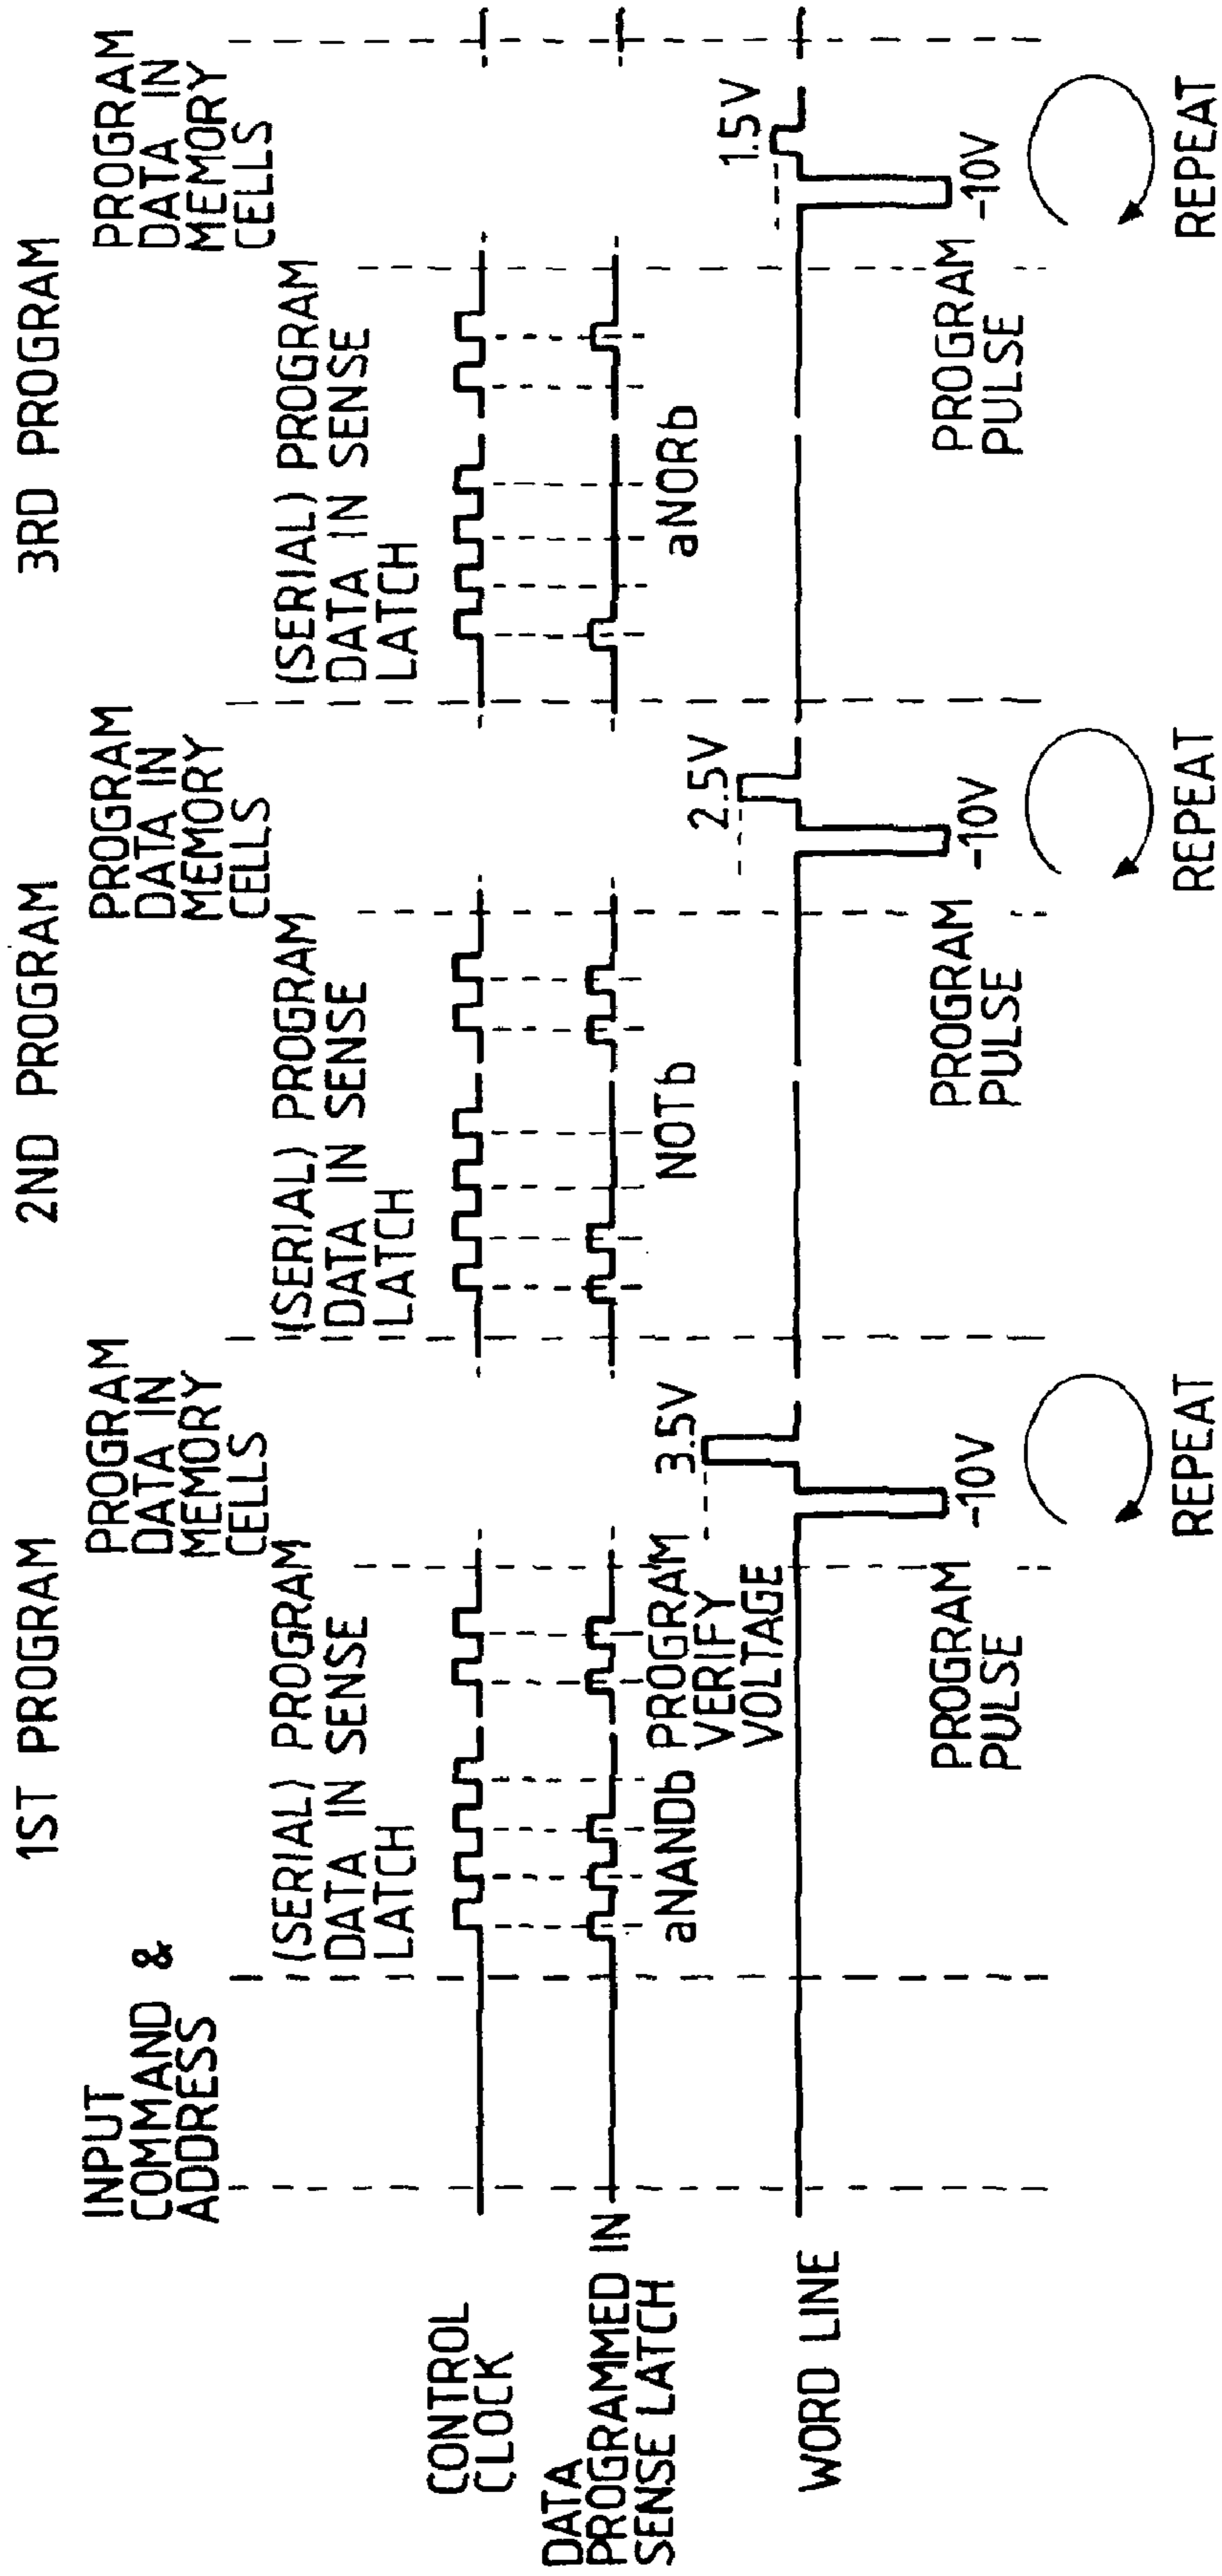 1ST PROGRAM
2ND PROGRAM
3RD PROGRAM
INPUT
COMMAND &
ADDRESS
PROGRAM
DATA IN
MEMORY
CELLS
PROGRAM
DATA IN
MEMORY
CELLS
PROGRAM
DATA IN
MEMORY
CELLS
(SERIAL) PROGRAM
DATA IN SENSE
LATCH
(SERIAL) PROGRAM
DATA IN SENSE
LATCH
(SERIAL) PROGRAM
DATA IN SENSE
LATCH
CONTROL
CLOCK
DATA
PROGRAMMED IN
SENSE LATCH
aNANDb
PROGRAM
VERIFY
VOLTAGE
3.5V
NOTb
2.5V
aNORb
1.5V
WORD LINE
PROGRAM
PULSE
-10V
PROGRAM
PULSE
-10V
PROGRAM
PULSE
-10V
REPEAT
REPEAT
REPEAT